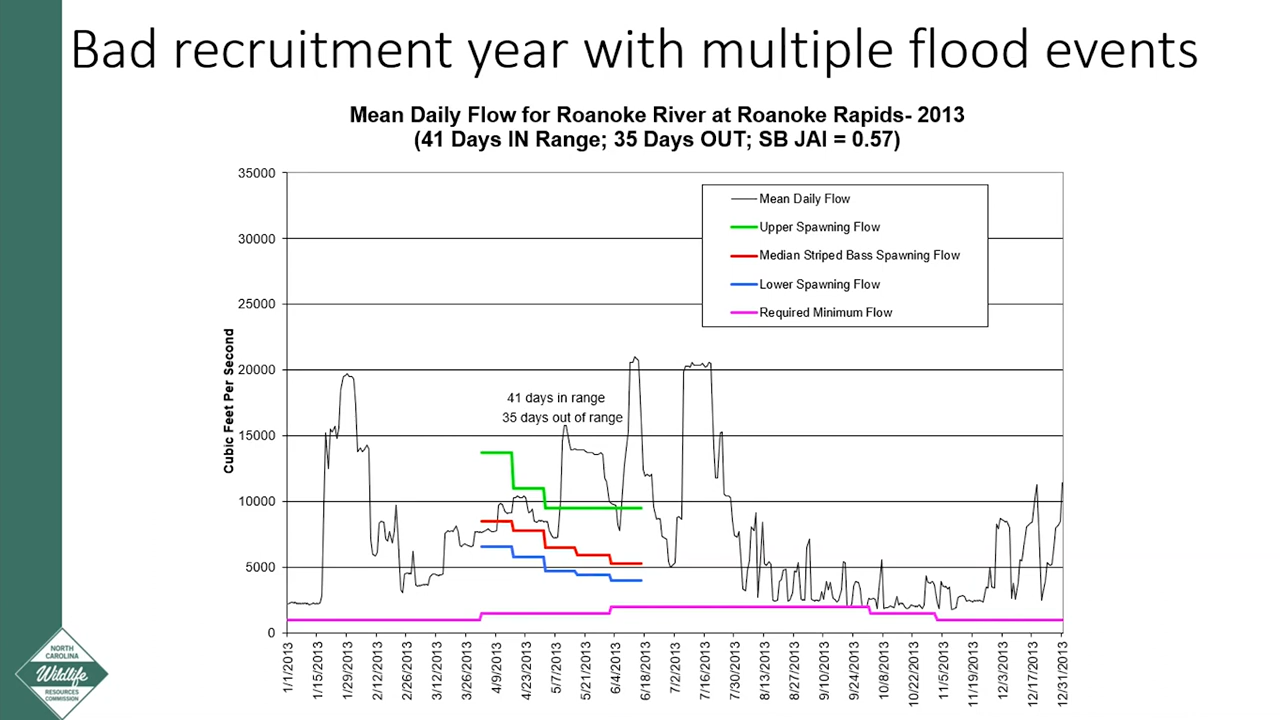 Bad recruitment year with multiple flood events
Mean Daily Flow for Roanoke River at Roanoke Rapids- 2013
(41 Days IN Range; 35 Days OUT; SB JAI = 0.57)
Cubic Feet Per Second
35000
30000
25000
20000
15000
10000
5000
0
Mean Daily Flow
Upper Spawning Flow
Median Striped Bass Spawning Flow
Lower Spawning Flow
Required Minimum Flow
41 days in range
35 days out of range
1/1/2013
1/15/2013
1/29/2013
2/12/2013
2/26/2013
3/12/2013
3/26/2013
4/9/2013
4/23/2013
5/7/2013
5/21/2013
6/4/2013
6/18/2013
7/2/2013
7/16/2013
7/30/2013
8/13/2013
8/27/2013
9/10/2013
9/24/2013
10/8/2013
10/22/2013
11/5/2013
11/19/2013
12/3/2013
12/17/2013
12/31/2013
NORTH
CAROLINA
Wildlife
RESOURCES
COMMISSION